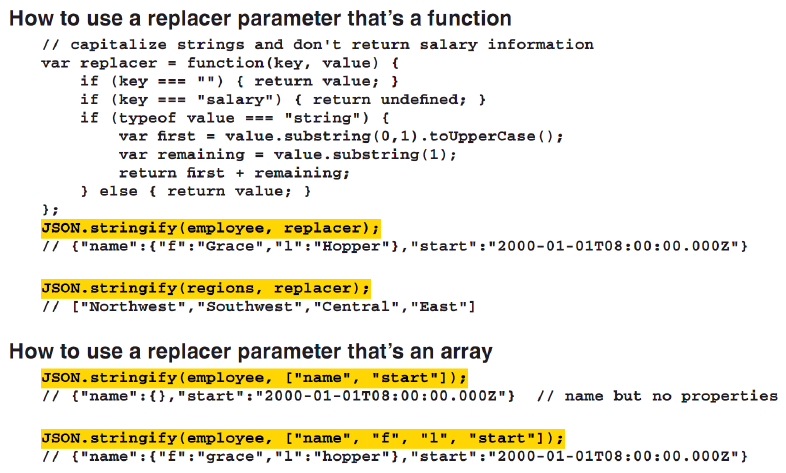 How to use a replacer parameter that’s a function
// capitalize strings and don't return salary information
var replacer = function(key, value) {
    if (key === "") { return value; }
    if (key === "salary") { return undefined; }
    if (typeof value === "string") {
        var first = value.substring(0,1).toUpperCase();
        var remaining = value.substring(1);
        return first + remaining;
    } else { return value; }
};
JSON.stringify(employee, replacer);
// {"name":{"f":"Grace","l":"Hopper"},"start":"2000-01-01T08:00:00.000Z"}
JSON.stringify(regions, replacer);
// ["Northwest","Southwest","Central","East"]
How to use a replacer parameter that’s an array
JSON.stringify(employee, ["name", "start"]);
// {"name":{},"start":"2000-01-01T08:00:00.000Z"}  // name but no properties
JSON.stringify(employee, ["name", "f", "l", "start"]);
// {"name":{"f":"grace","l":"hopper"},"start":"2000-01-01T08:00:00.000Z"}